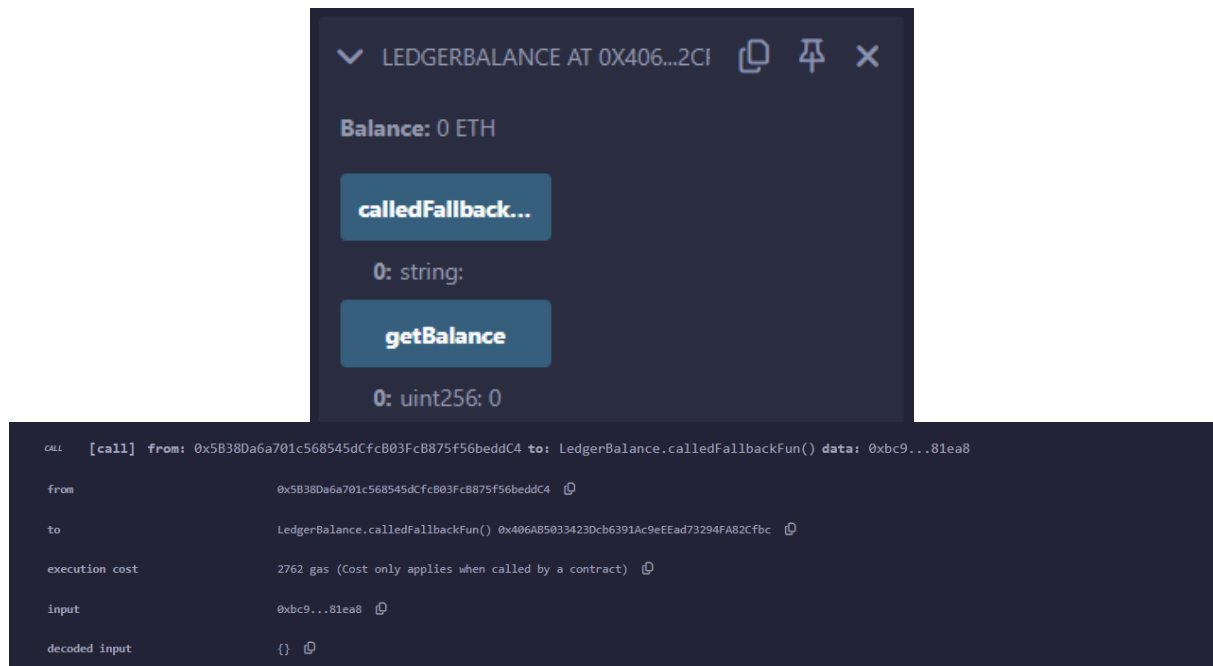 LEDGERBALANCE AT 0X406...2CF
Balance: 0 ETH
calledFallback...
0: string:
getBalance
0: uint256: 0
CALL [call] from: 0x5B38Da6a701c568545dCfcB03FcB875f56beddC4 to: LedgerBalance.calledFallbackFun() data: 0xbc9...81ea8
from 0x5B38Da6a701c568545dCfcB03FcB875f56beddC4
to LedgerBalance.calledFallbackFun() 0x406AB5033423Dcb6391Ac9eEEad73294FA82Cfbc
execution cost 2762 gas (Cost only applies when called by a contract)
input 0xbc9...81ea8
decoded input {}